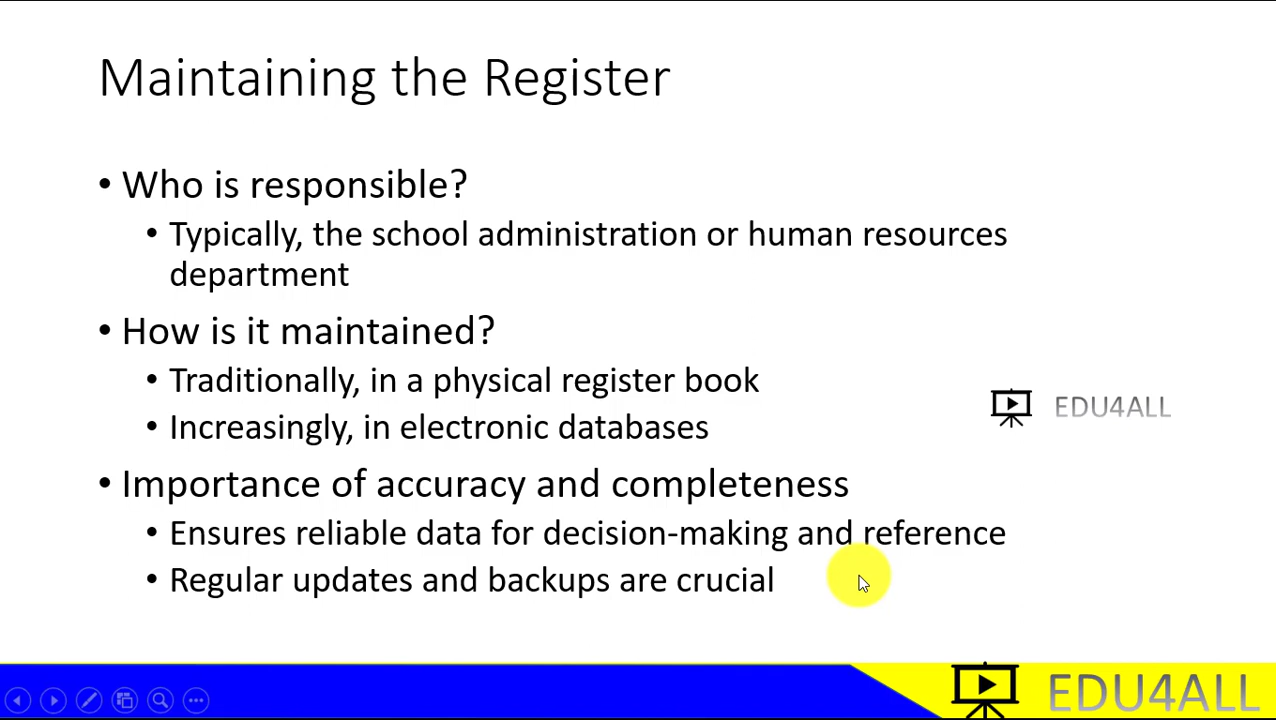 Maintaining the Register
• Who is responsible?
• Typically, the school administration or human resources
department
• How is it maintained?
• Traditionally, in a physical register book
• Increasingly, in electronic databases
EDU4ALL
• Importance of accuracy and completeness
• Ensures reliable data for decision-making and reference
• Regular updates and backups are crucial
EDU4ALL